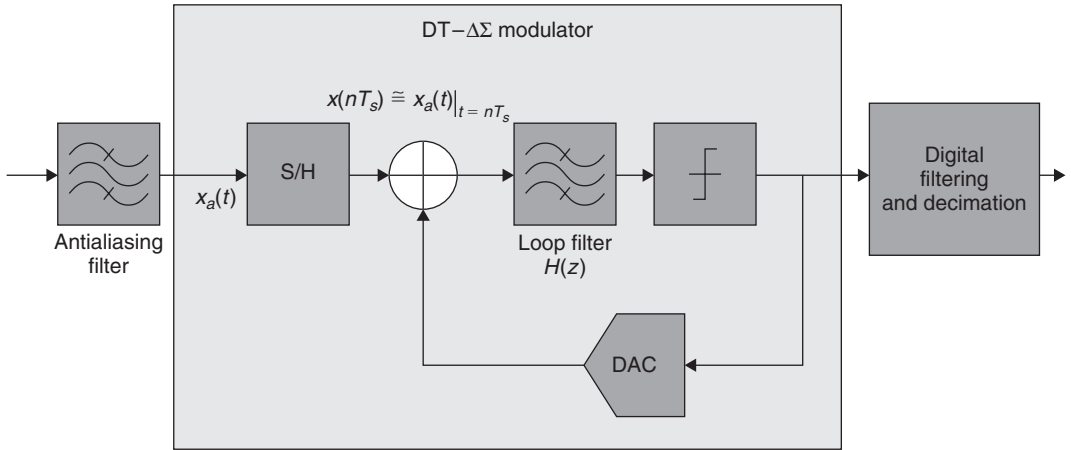 DT–ΔΣ modulator
x(nTₛ) ≅ xₐ(t)|ₜ ₌ ₙTₛ
S/H
xₐ(t)
Antialiasing
filter
Loop filter
H(z)
Digital
filtering
and decimation
DAC